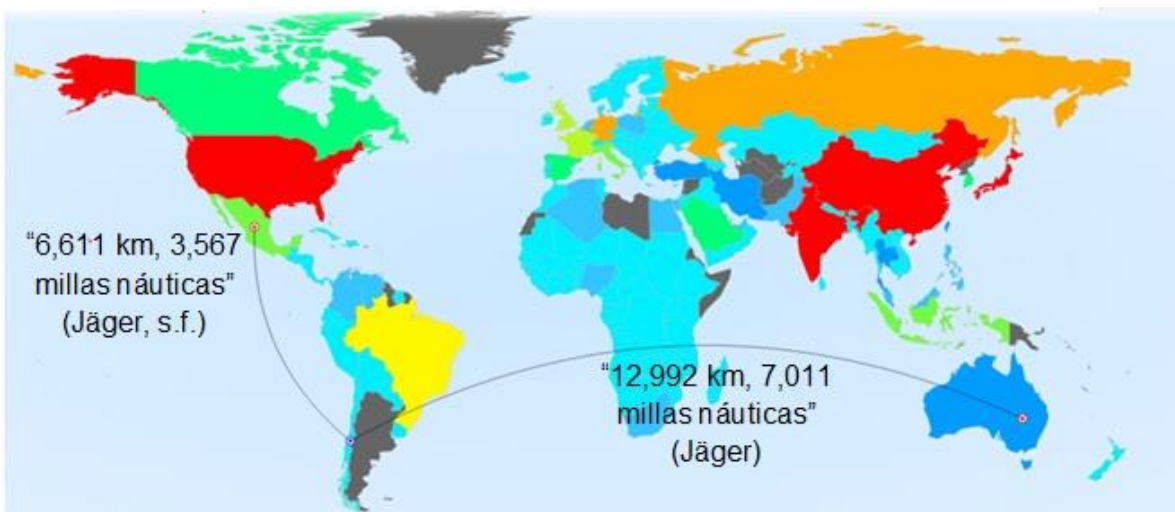 “6,611 km, 3,567
millas náuticas”
(Jäger, s.f.)
“12,992 km, 7,011
millas náuticas”
(Jäger)